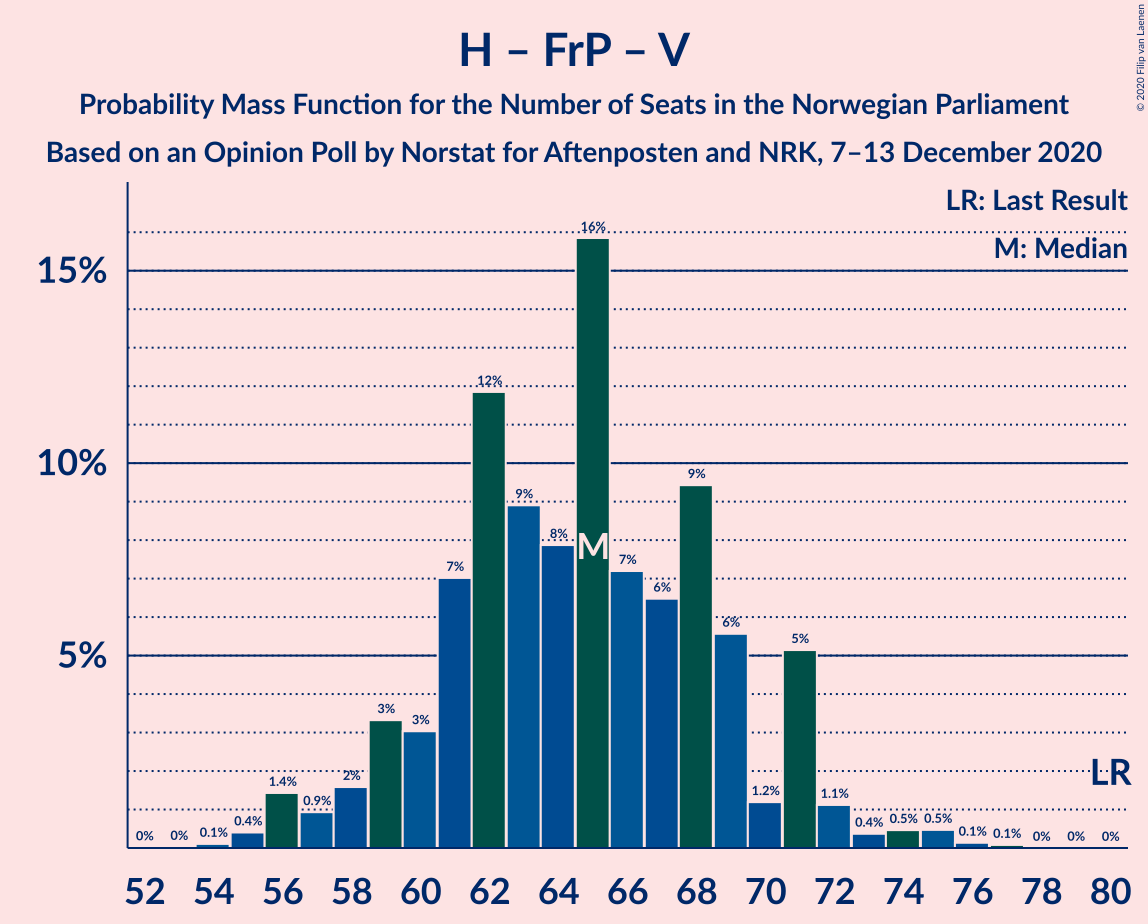 H – FrP – V
Probability Mass Function for the Number of Seats in the Norwegian Parliament
Based on an Opinion Poll by Norstat for Aftenposten and NRK, 7–13 December 2020
© 2020 Filip van Laenen
LR: Last Result
M: Median
15%
10%
5%
0% 0% 0.1% 0.4% 1.4% 0.9% 2% 3% 3% 7% 12% 9% 8% 16% 7% 6% 9% 6% 1.2% 5% 1.1% 0.4% 0.5% 0.5% 0.1% 0.1% 0% 0% 0%
M
LR
52 54 56 58 60 62 64 66 68 70 72 74 76 78 80